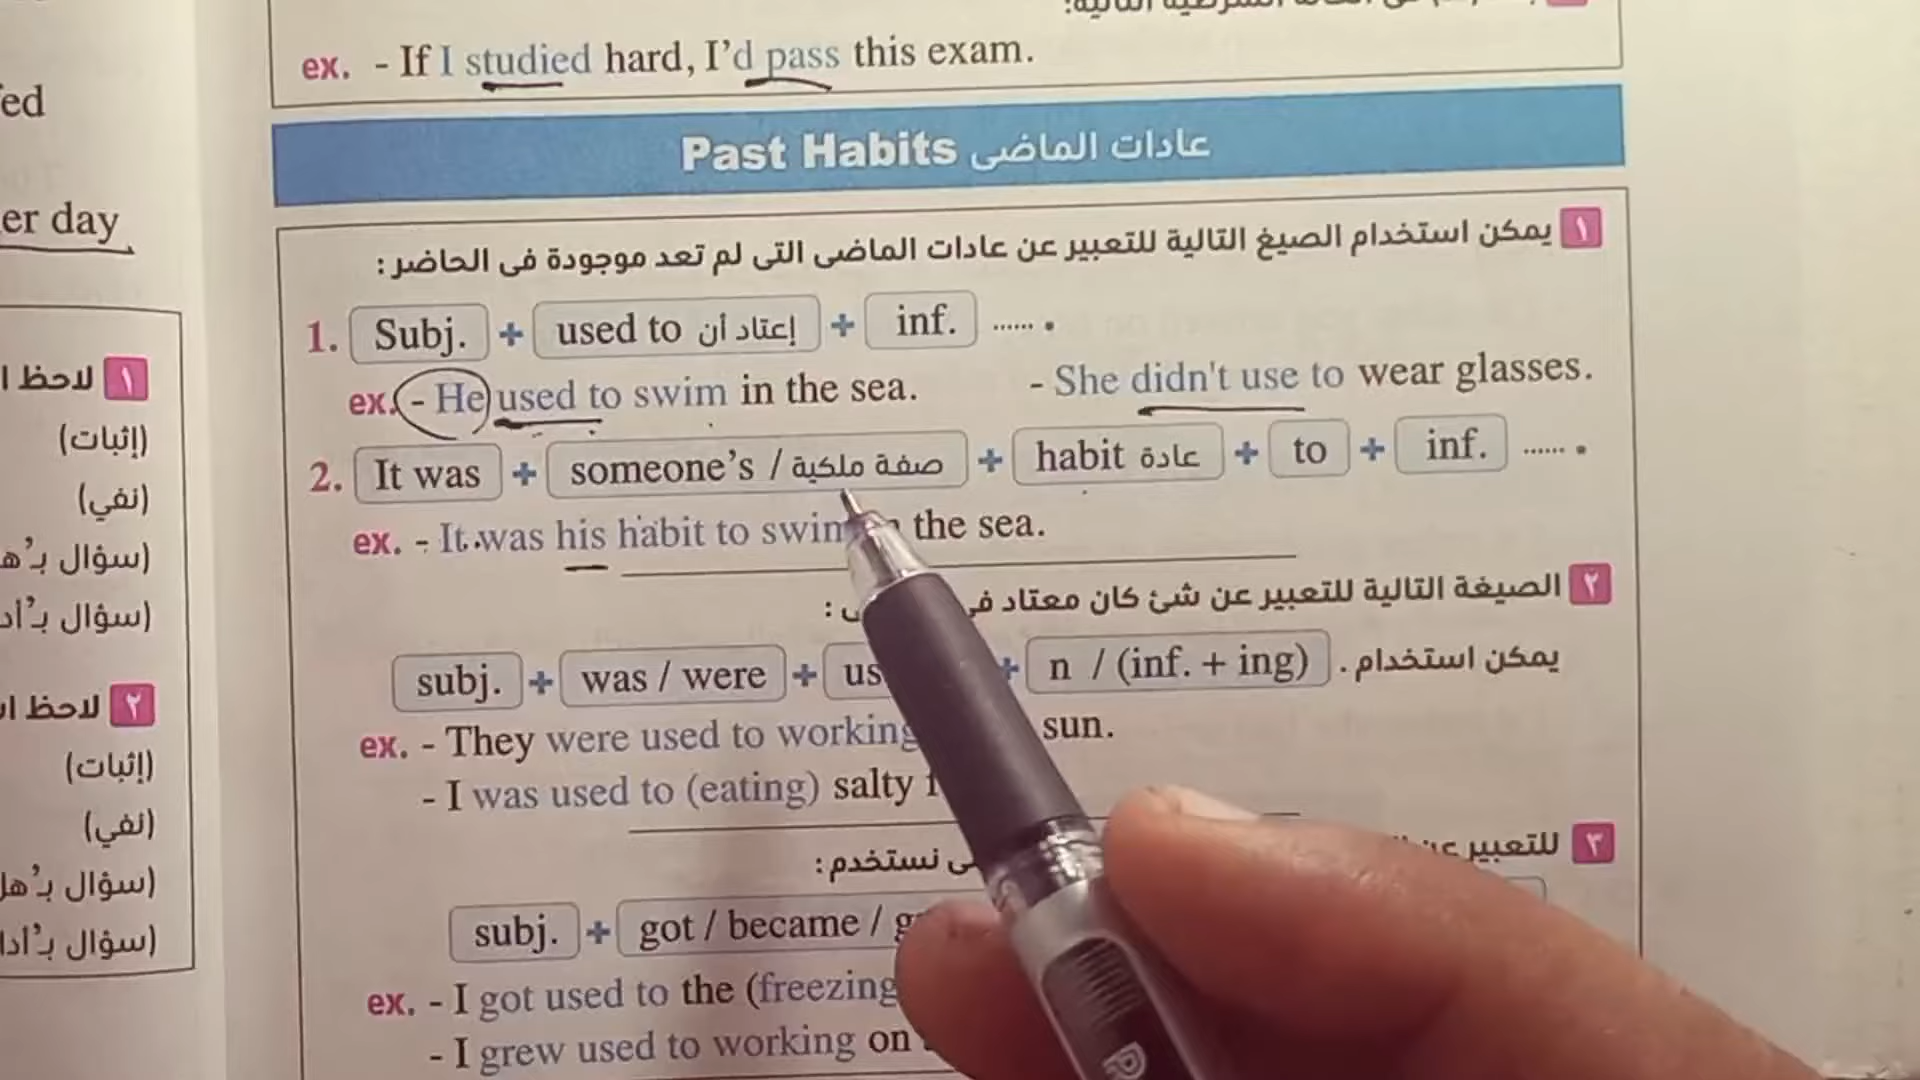 ed
er day
لاحظ ا ١
(إثبات)
(نفي)
(سؤال بـ’ه
(سؤال بـ’أد
لاحظ ا ٢
(إثبات)
(نفي)
(سؤال بـ’هل
(سؤال بـ’أدا
ex. - If I studied hard, I’d pass this exam.
Past Habits عادات الماضى
١ يمكن استخدام الصيغ التالية للتعبير عن عادات الماضى التى لم تعد موجودة فى الحاضر :
1. Subj. + used to إعتاد أن + inf. ...... .
ex. - He used to swim in the sea. - She didn't use to wear glasses.
2. It was + someone’s / صفة ملكية + habit عادة + to + inf. ...... .
ex. - It was his habit to swim the sea.
٢ الصيغة التالية للتعبير عن شئ كان معتاد فى :
subj. + was / were + us + n / (inf. + ing) . يمكن استخدام
ex. - They were used to working sun.
- I was used to (eating) salty
٣ للتعبير عن نستخدم :
subj. + got / became / g
ex. - I got used to the (freezing
- I grew used to working on